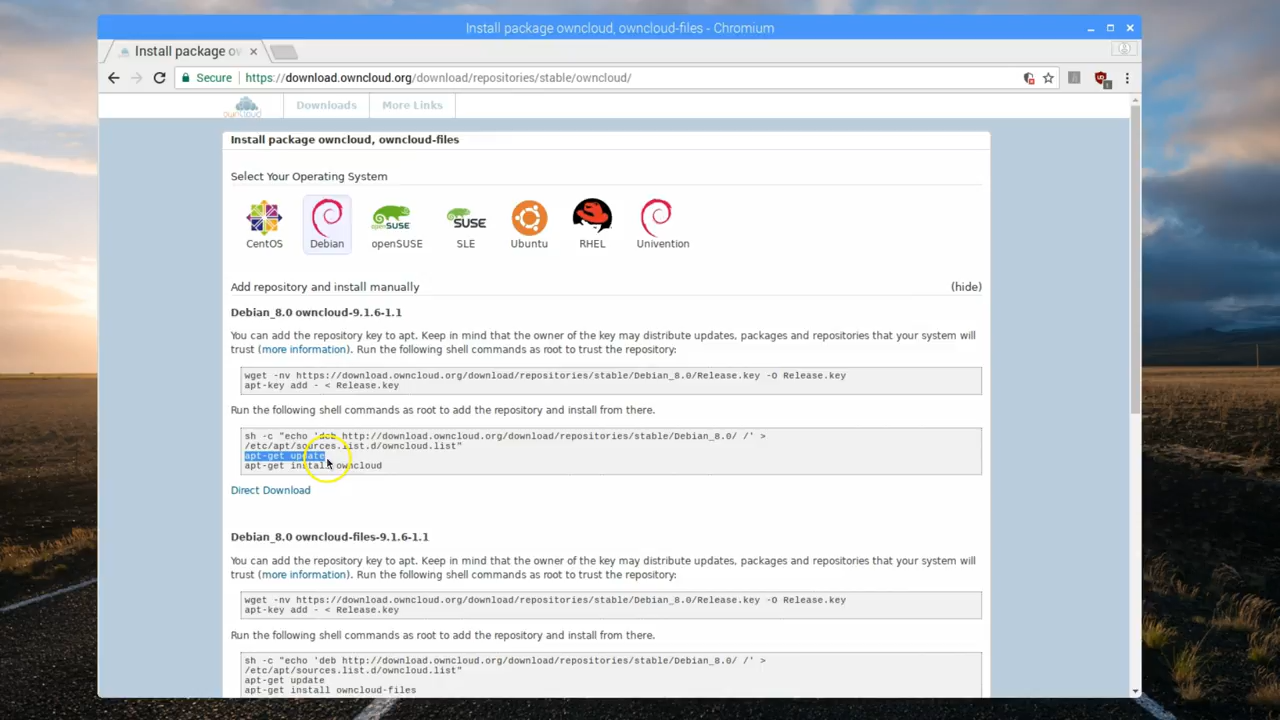 Install package owncloud, owncloud-files - Chromium
Install package ow
Secure https://download.owncloud.org/download/repositories/stable/owncloud/
ownCloud Downloads More Links
Install package owncloud, owncloud-files
Select Your Operating System
openSUSE SUSE
CentOS Debian openSUSE SLE Ubuntu RHEL Univention
Add repository and install manually (hide)
Debian_8.0 owncloud-9.1.6-1.1
You can add the repository key to apt. Keep in mind that the owner of the key may distribute updates, packages and repositories that your system will
trust (more information). Run the following shell commands as root to trust the repository:
wget -nv https://download.owncloud.org/download/repositories/stable/Debian_8.0/Release.key -O Release.key
apt-key add - < Release.key
Run the following shell commands as root to add the repository and install from there.
sh -c "echo 'deb http://download.owncloud.org/download/repositories/stable/Debian_8.0/ /' >
/etc/apt/sources.list.d/owncloud.list"
apt-get update
apt-get install owncloud
Direct Download
Debian_8.0 owncloud-files-9.1.6-1.1
You can add the repository key to apt. Keep in mind that the owner of the key may distribute updates, packages and repositories that your system will
trust (more information). Run the following shell commands as root to trust the repository:
wget -nv https://download.owncloud.org/download/repositories/stable/Debian_8.0/Release.key -O Release.key
apt-key add - < Release.key
Run the following shell commands as root to add the repository and install from there.
sh -c "echo 'deb http://download.owncloud.org/download/repositories/stable/Debian_8.0/ /' >
/etc/apt/sources.list.d/owncloud.list"
apt-get update
apt-get install owncloud-files